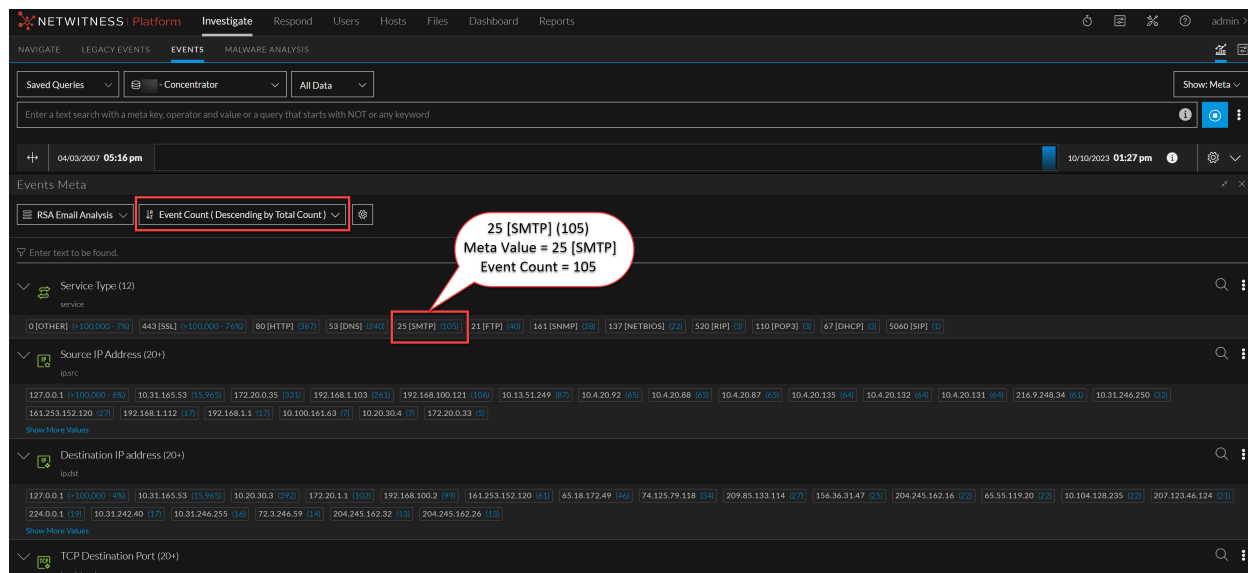 NETWITNESS | Platform Investigate Respond Users Hosts Files Dashboard Reports admin >
NAVIGATE LEGACY EVENTS EVENTS MALWARE ANALYSIS
Saved Queries - Concentrator All Data Show: Meta
Enter a text search with a meta key, operator and value or a query that starts with NOT or any keyword
04/03/2007 05:16 pm 10/10/2023 01:27 pm
Events Meta
RSA Email Analysis Event Count ( Descending by Total Count )
25 [SMTP] (105)
Meta Value = 25 [SMTP]
Event Count = 105
Enter text to be found.
Service Type (12)
service
0 [OTHER] (>100,000 - 7%) 443 [SSL] (>100,000 - 76%) 80 [HTTP] (387) 53 [DNS] (240) 25 [SMTP] (105) 21 [FTP] (40) 161 [SNMP] (28) 137 [NETBIOS] (22) 520 [RIP] (3) 110 [POP3] (3) 67 [DHCP] (3) 5060 [SIP] (1)
Source IP Address (20+)
ip.src
127.0.0.1 (>100,000 - 6%) 10.31.165.53 (15,965) 172.20.0.35 (331) 192.168.1.103 (261) 192.168.100.121 (106) 10.13.51.249 (87) 10.4.20.92 (65) 10.4.20.88 (65) 10.4.20.87 (65) 10.4.20.135 (64) 10.4.20.132 (64) 10.4.20.131 (64) 216.9.248.34 (61) 10.31.246.250 (32)
161.253.152.120 (27) 192.168.1.112 (17) 192.168.1.1 (17) 10.100.161.63 (7) 10.20.30.4 (7) 172.20.0.33 (5)
Show More Values
Destination IP address (20+)
ip.dst
127.0.0.1 (>100,000 - 4%) 10.31.165.53 (15,965) 10.20.30.3 (392) 172.20.1.1 (102) 192.168.100.2 (99) 161.253.152.120 (61) 65.18.172.49 (46) 74.125.79.118 (34) 209.85.133.114 (27) 156.36.31.47 (25) 204.245.162.16 (22) 65.55.119.20 (22) 10.104.128.235 (22) 207.123.46.124 (21)
224.0.0.1 (19) 10.31.242.40 (17) 10.31.246.255 (16) 72.3.246.59 (14) 204.245.162.32 (13) 204.245.162.26 (13)
Show More Values
TCP Destination Port (20+)